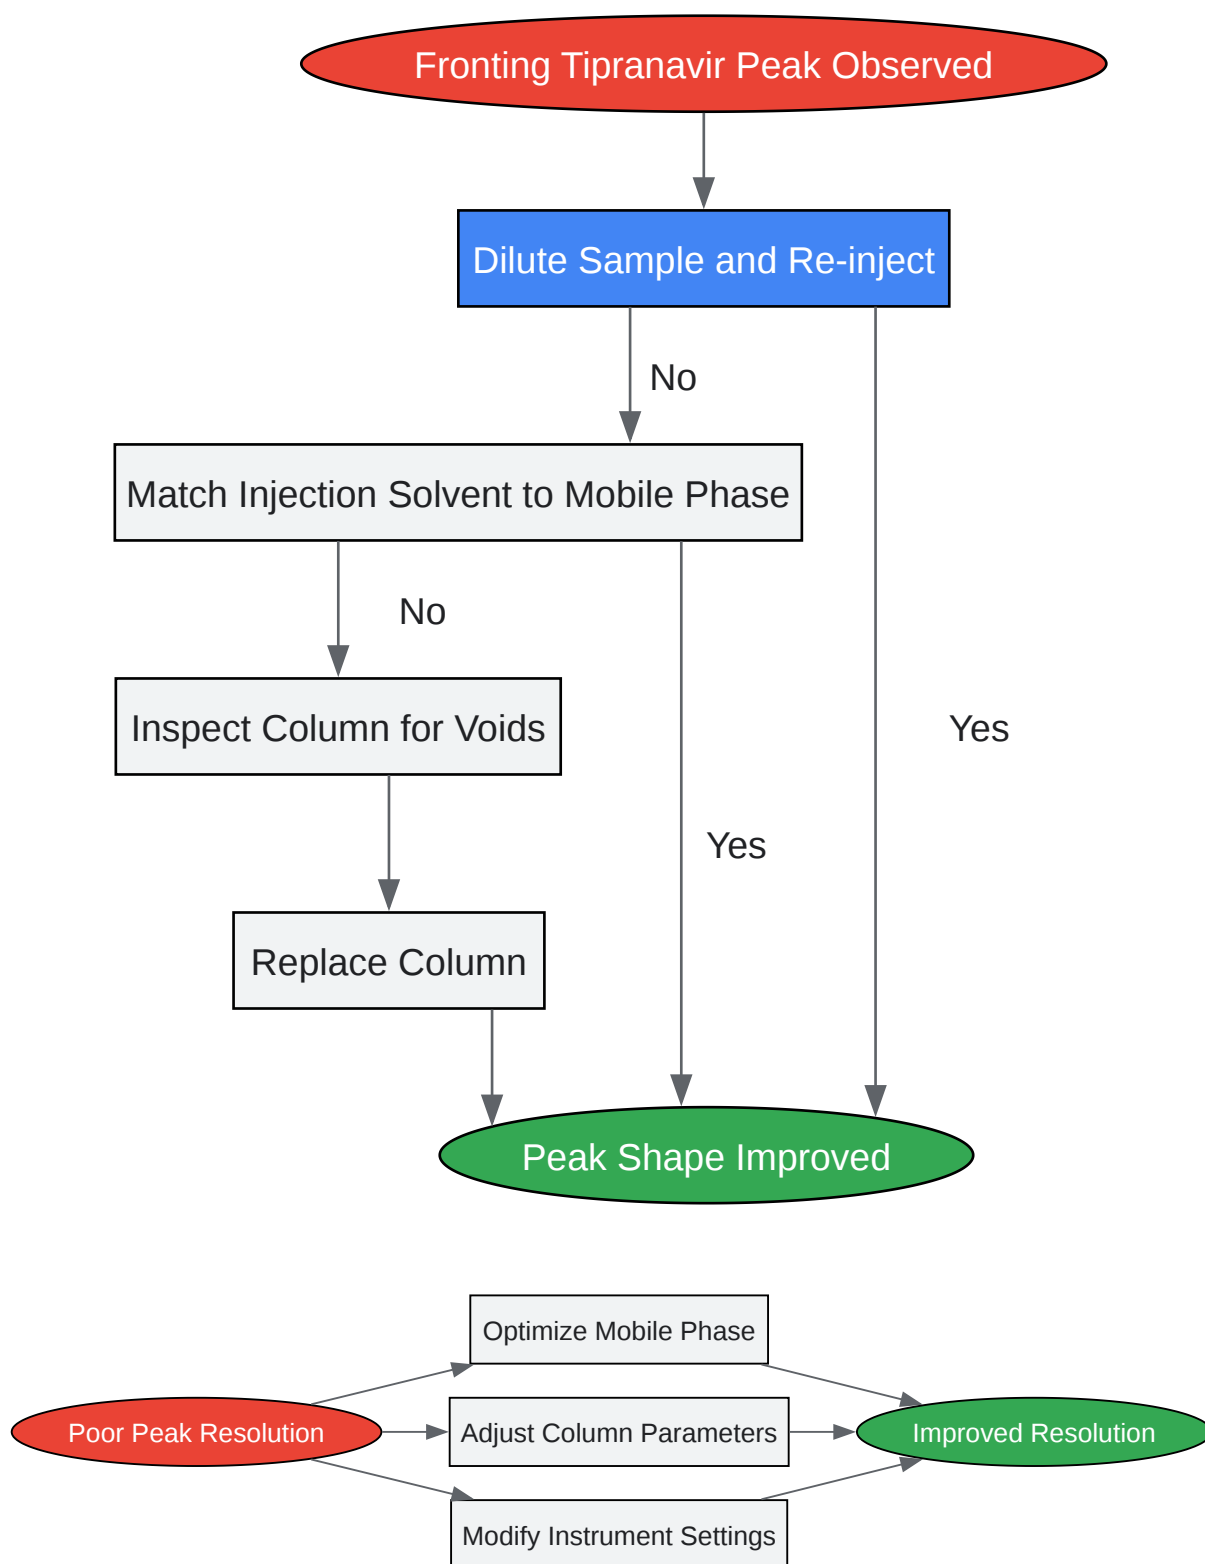 Fronting Tipranavir Peak Observed
Dilute Sample and Re-inject
No
Match Injection Solvent to Mobile Phase
No
Inspect Column for Voids
Yes
Yes
Replace Column
Peak Shape Improved
Optimize Mobile Phase
Poor Peak Resolution
Adjust Column Parameters
Improved Resolution
Modify Instrument Settings